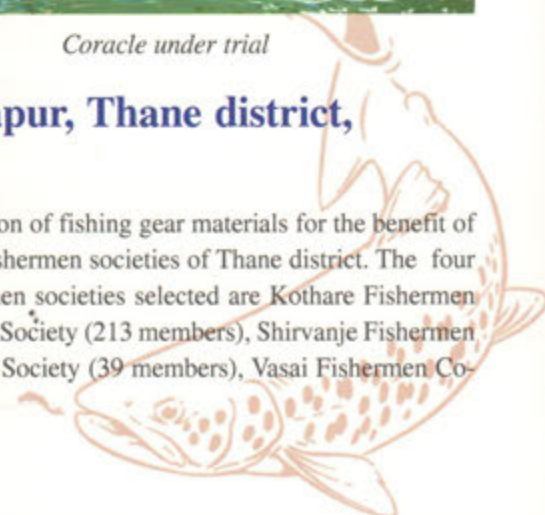 Coracle under trial
pur, Thane district,
on of fishing gear materials for the benefit of
shermen societies of Thane district. The four
en societies selected are Kothare Fishermen
Society (213 members), Shirvanje Fishermen
Society (39 members), Vasai Fishermen Co-